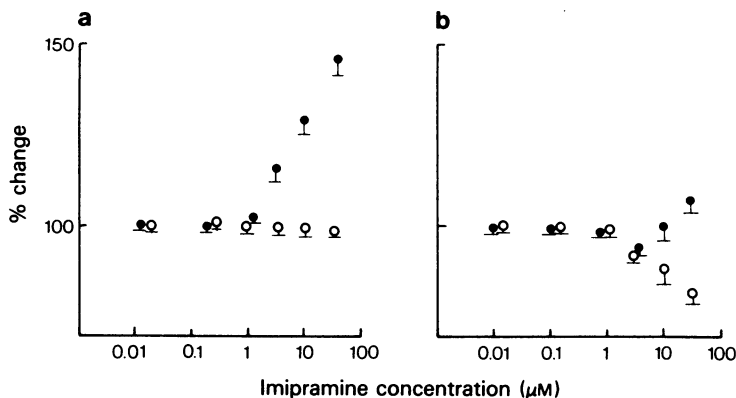 a
b
150
100
% change
0.01 0.1 1 10 100
0.01 0.1 1 10 100
Imipramine concentration (μM)